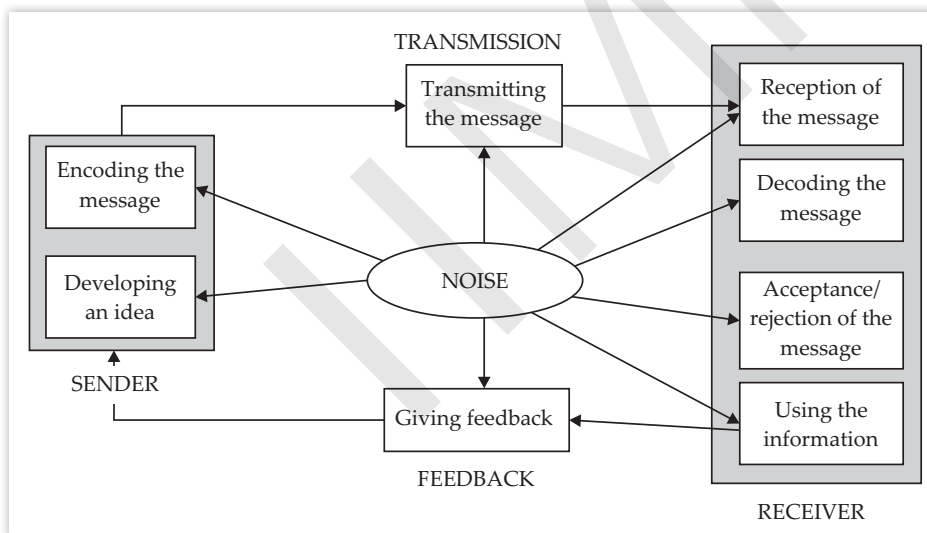 TRANSMISSION
Transmitting
the message
Reception of
the message
Encoding the
message
Decoding the
message
Developing
an idea
NOISE
Acceptance/
rejection of the
message
SENDER
Giving feedback
Using the
information
FEEDBACK
RECEIVER